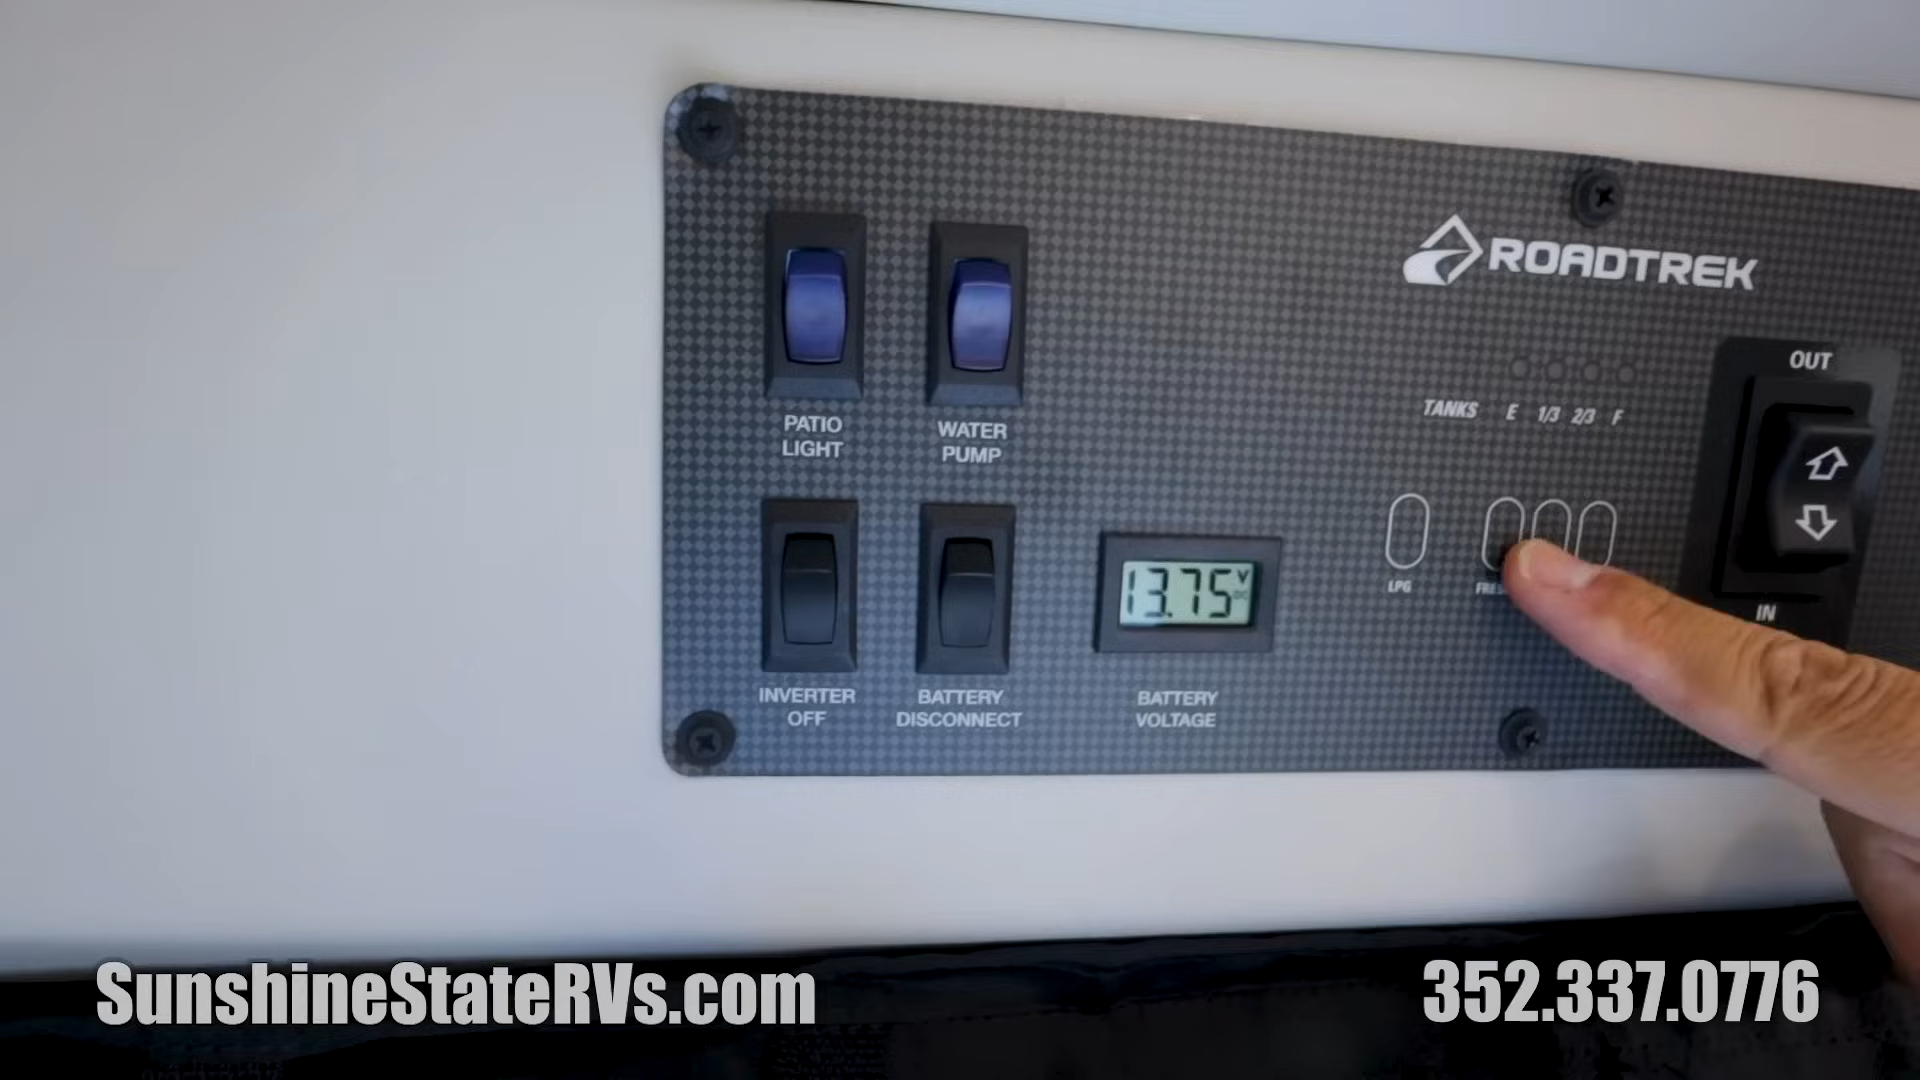 ROADTREK
OUT
TANKS E 1/3 2/3 F
PATIO
LIGHT
WATER
PUMP
13.75 V
LPG
IN
INVERTER
OFF
BATTERY
DISCONNECT
BATTERY
VOLTAGE
SunshineStateRVs.com
352.337.0776